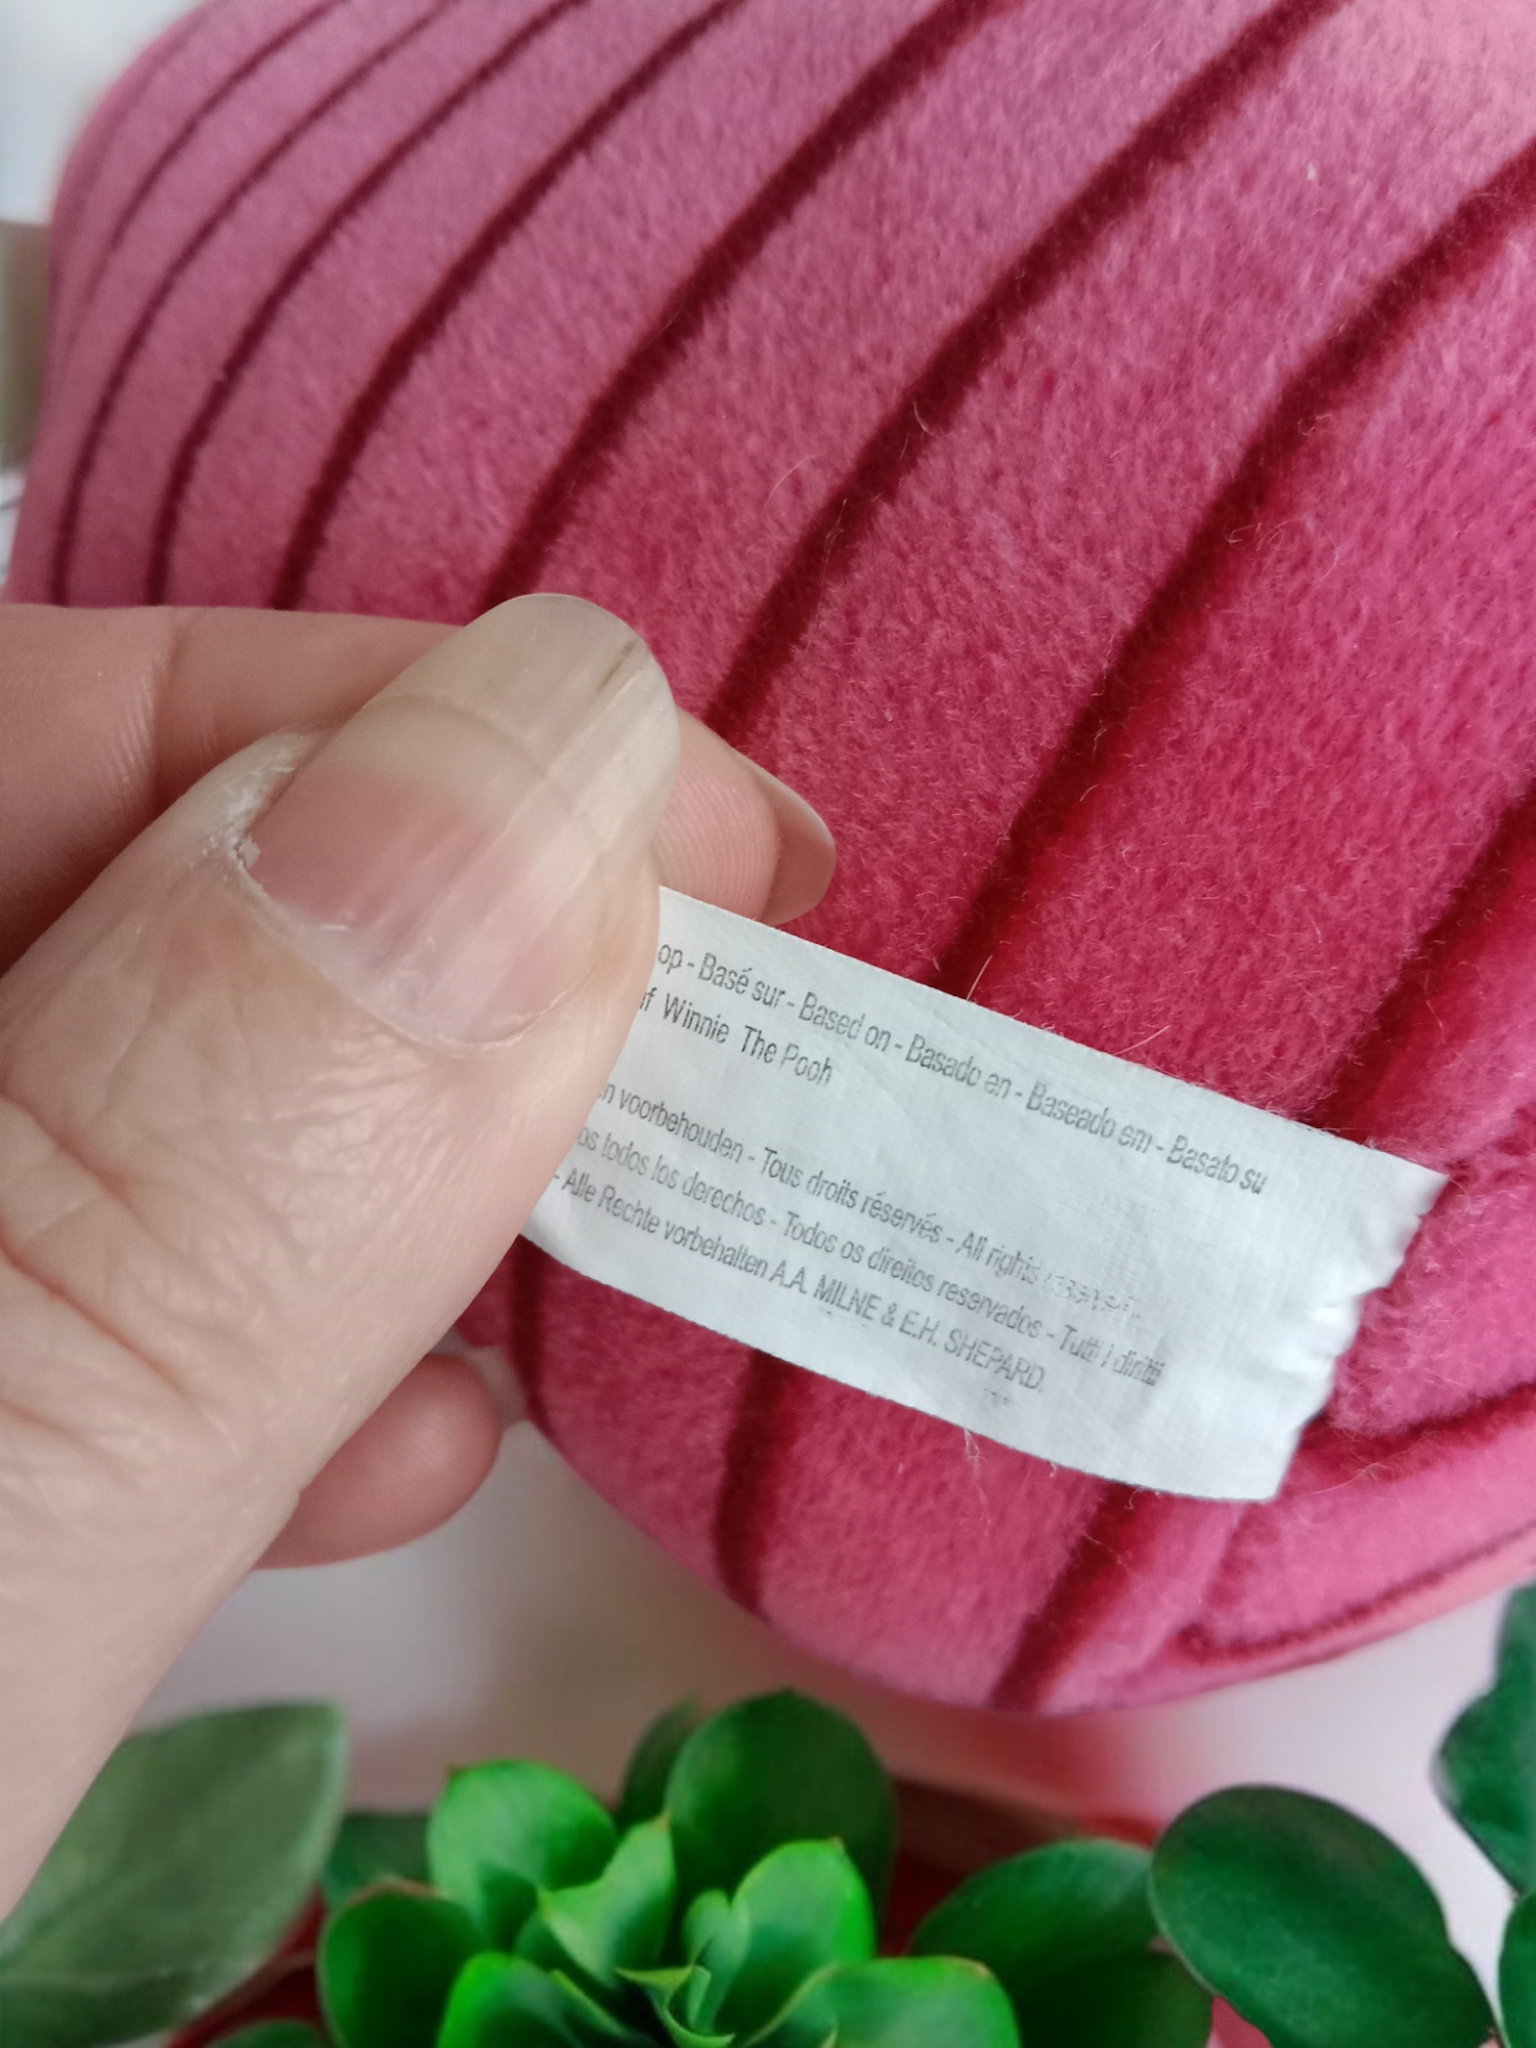 op - Basé sur - Based on - Basado en - Baseado em - Basato su
Winnie The Pooh
voorbehouden - Tous droits réservés - All rights
todos los derechos - Todos os direitos reservados - Tutti i diritti
- Alle Rechte vorbehalten A.A. MILNE & E.H. SHEPARD.